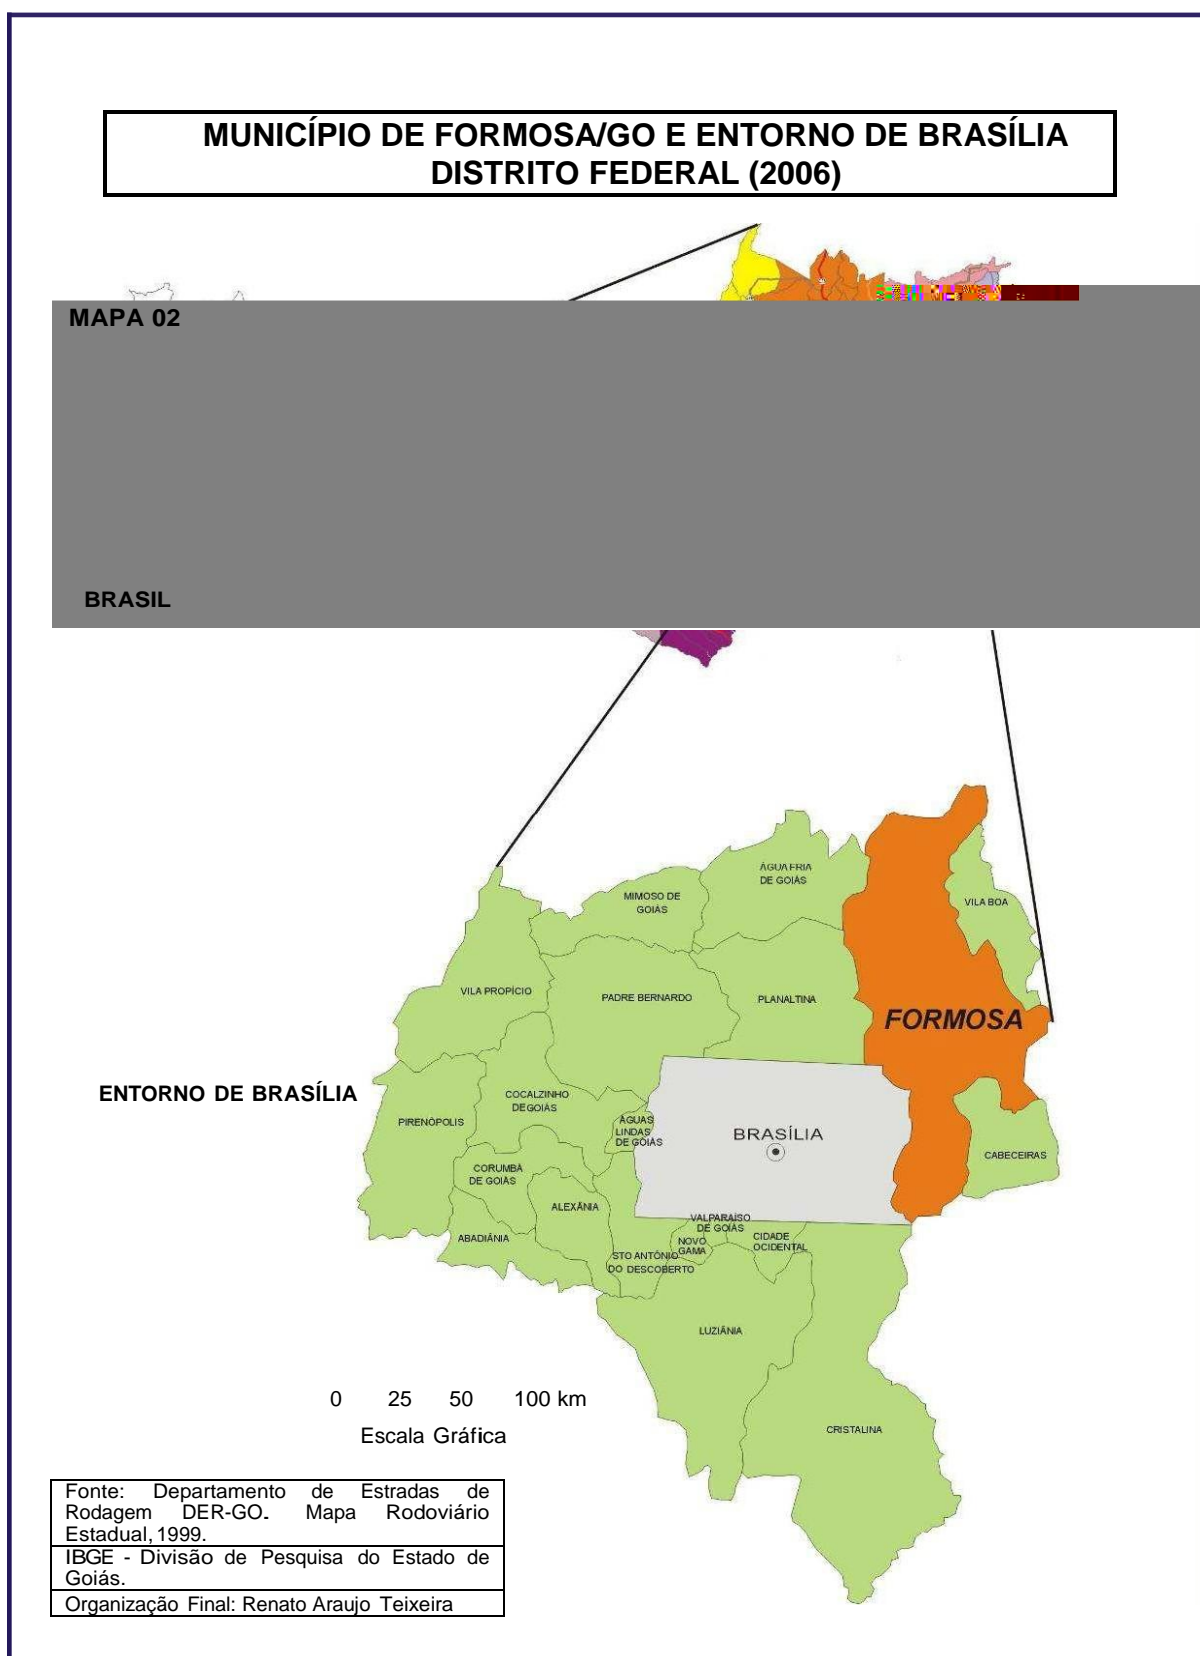 MUNICÍPIO DE FORMOSA/GO E ENTORNO DE BRASÍLIA
DISTRITO FEDERAL (2006)
MAPA 02
BRASIL
ÁGUA FRIA
DE GOIÁS
MIMOSO DE
GOIÁS
VILA BOA
VILA PROPÍCIO
PADRE BERNARDO
PLANALTINA
FORMOSA
ENTORNO DE BRASÍLIA
COCALZINHO
DE GOIÁS
PIRENÓPOLIS
ÁGUAS
LINDAS
DE GOIÁS
BRASÍLIA
CABECEIRAS
CORUMBÁ
DE GOIÁS
ALEXÂNIA
ABADIÂNIA
VALPARAÍSO
DE GOIÁS
NOVO
GAMA
CIDADE
OCIDENTAL
STO ANTÔNIO
DO DESCOBERTO
LUZIÂNIA
CRISTALINA
0 25 50 100 km
Escala Gráfica
Fonte: Departamento de Estradas de
Rodagem DER-GO. Mapa Rodoviário
Estadual, 1999.
IBGE - Divisão de Pesquisa do Estado de
Goiás.
Organização Final: Renato Araujo Teixeira